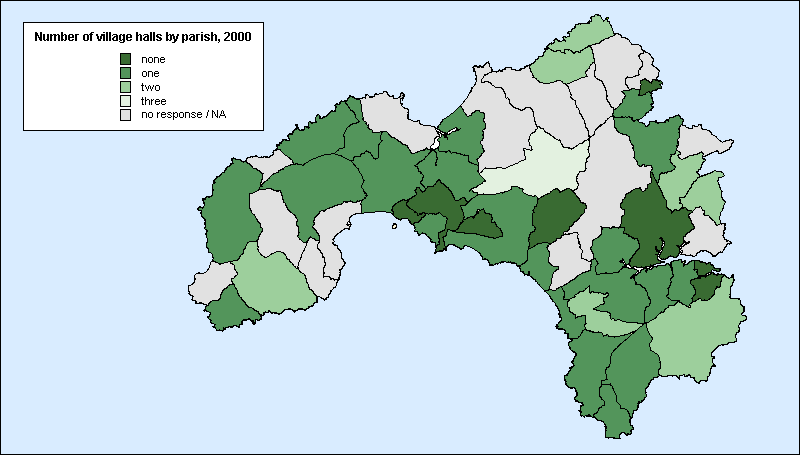 Number of village halls by parish, 2000
none
one
two
three
no response / NA